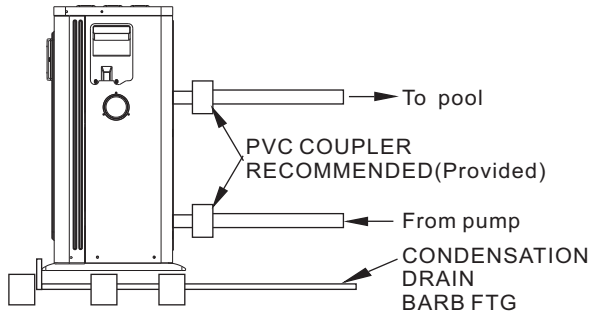 To pool
PVC COUPLER
RECOMMENDED(Provided)
From pump
CONDENSATION
DRAIN
BARB FTG